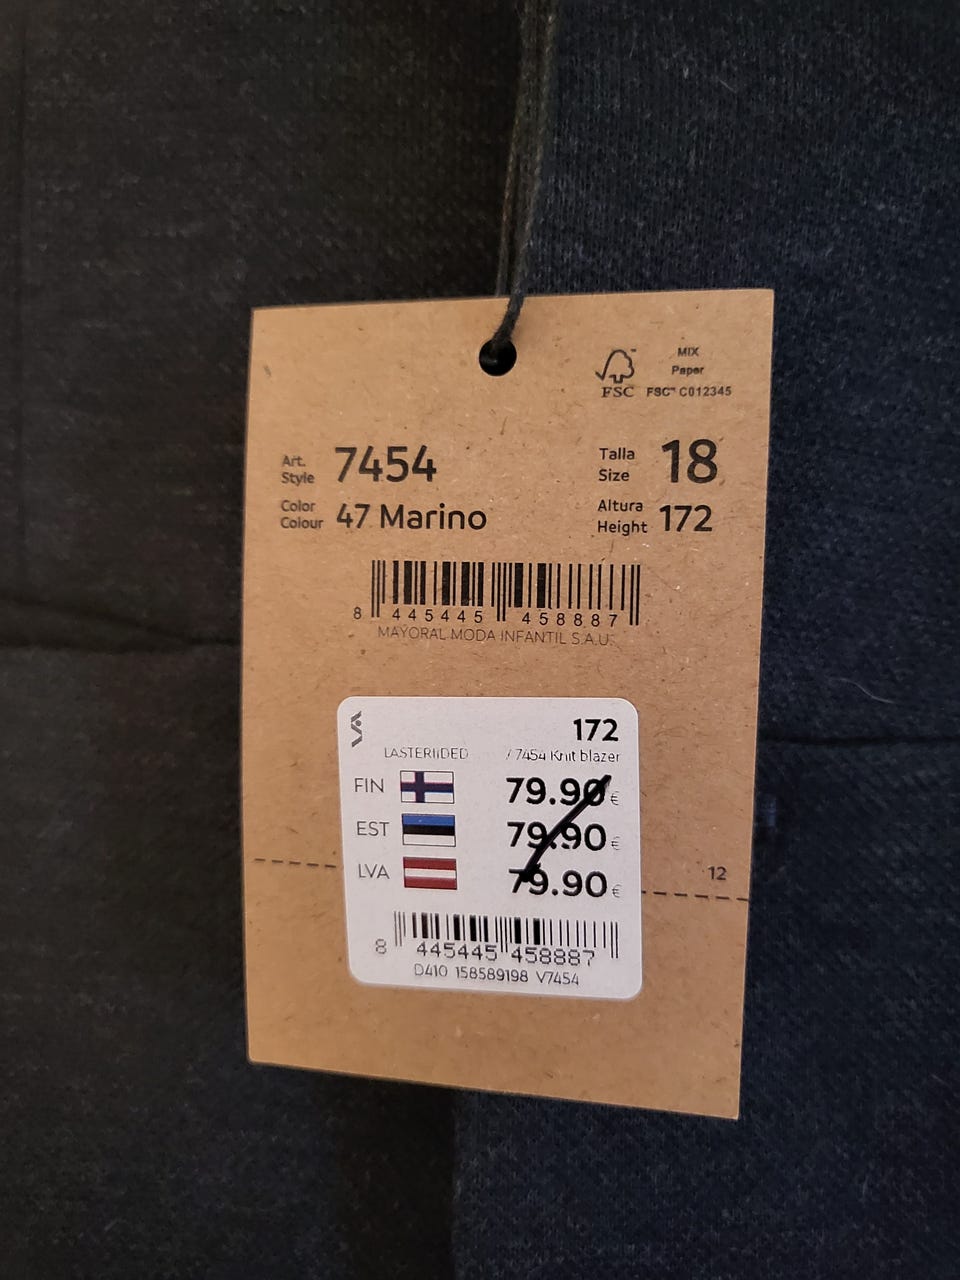 MIX
Paper
FSC™ C012345
FSC
Art. Style 7454
Talla Size 18
Color Colour 47 Marino
Altura Height 172
8 445445 458887
MAYORAL MODA INFANTIL S.A.U.
172
LASTERIIDED / 7454 Knit blazer
FIN 79.90 €
EST 79.90 €
LVA 79.90 €
12
8 445445 458887
D410 158589198 V7454